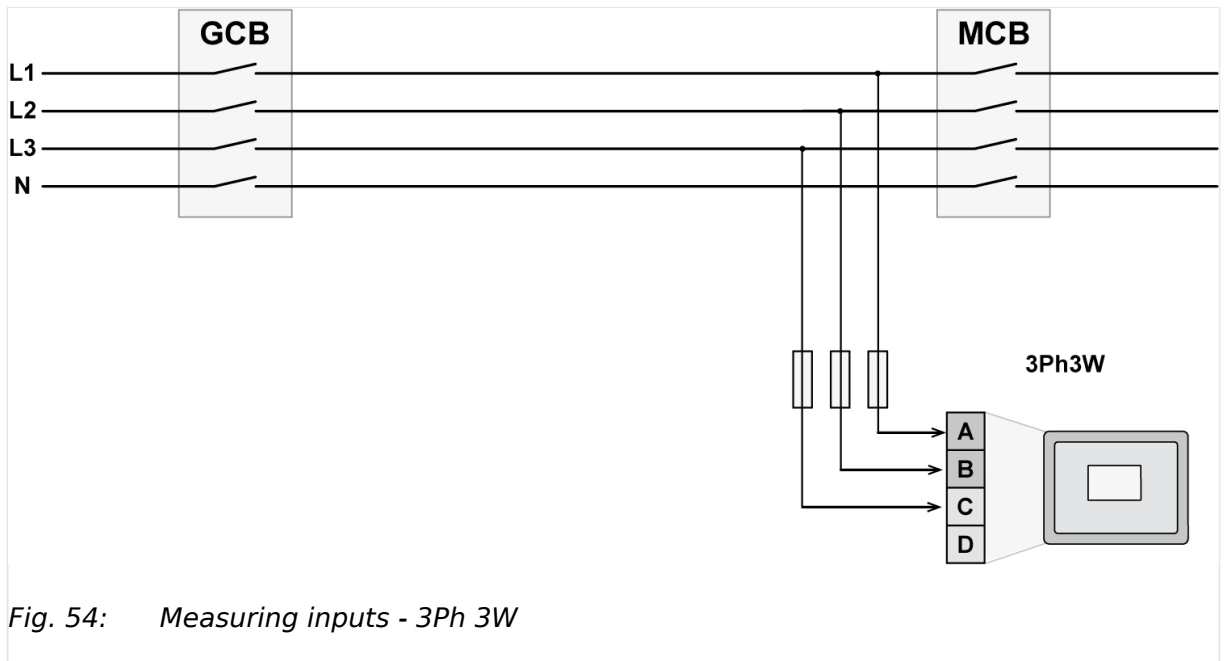 GCB
MCB
L1
L2
L3
N
3Ph3W
A
B
C
D
Fig. 54: Measuring inputs - 3Ph 3W